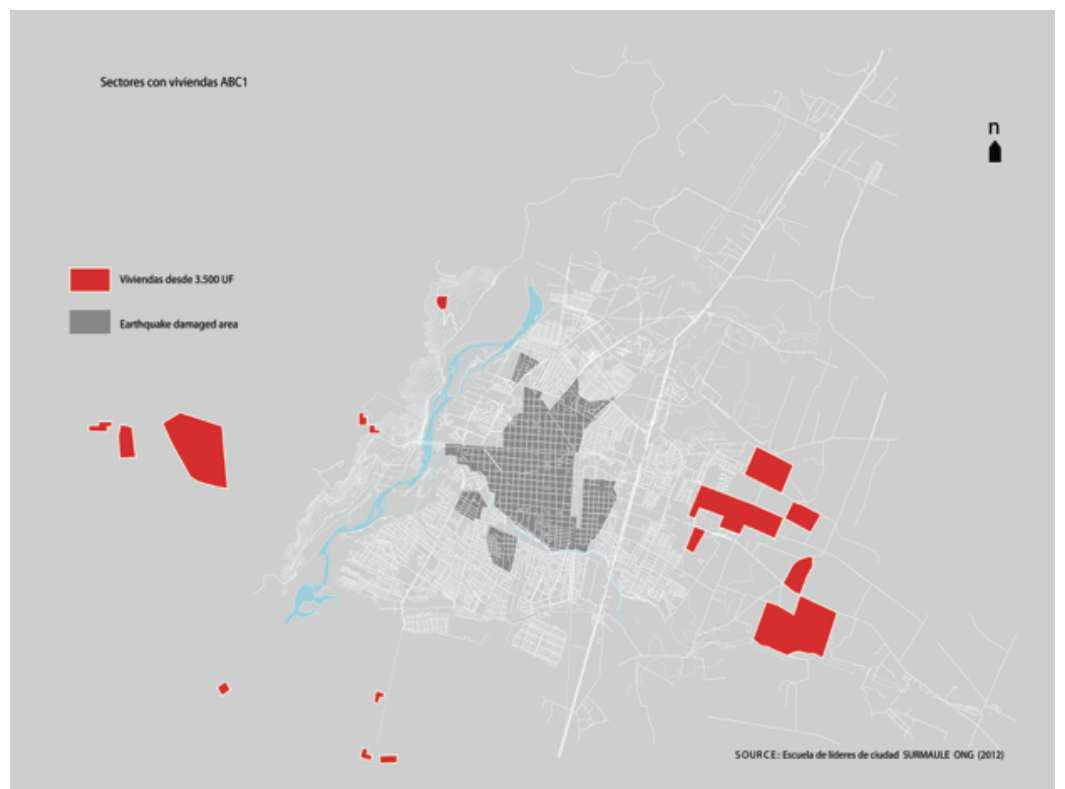 Sectores con viviendas ABC1
n
Viviendas desde 3.500 UF
Earthquake damaged area
SOURCE: Escuela de líderes de ciudad SURMAULE ONG (2012)